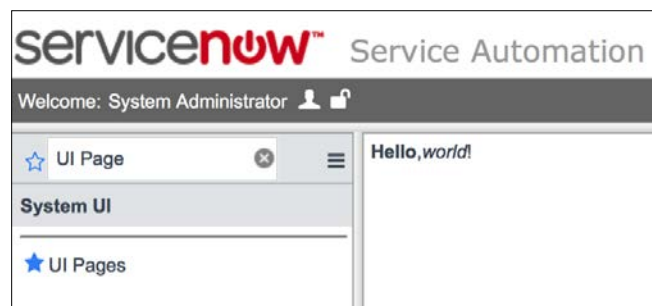 servicenow™ Service Automation
Welcome: System Administrator
UI Page
System UI
UI Pages
Hello,world!